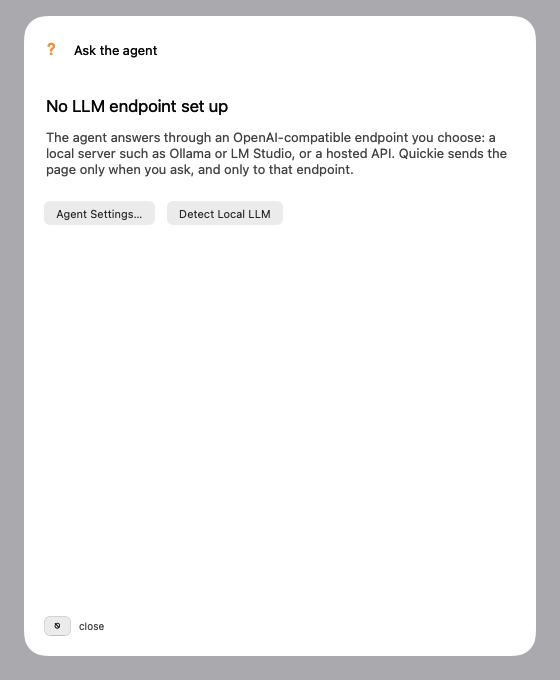 ? Ask the agent
No LLM endpoint set up
The agent answers through an OpenAI-compatible endpoint you choose: a
local server such as Ollama or LM Studio, or a hosted API. Quickie sends the
page only when you ask, and only to that endpoint.
Agent Settings... Detect Local LLM
close